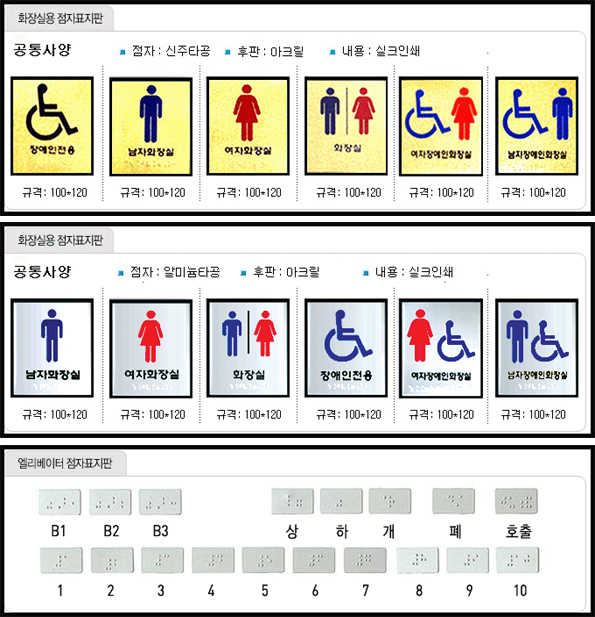 화장실용 점자표지판
공통사양 ▪ 점자 : 신주타공 ▪ 후판 : 아크릴 ▪ 내용 : 실크인쇄
장애인전용 남자화장실 여자화장실 화장실 여자장애인화장실 남자장애인화장실
규격 : 100*120 규격 : 100*120 규격 : 100*120 규격 : 100*120 규격 : 100*120 규격 : 100*120
화장실용 점자표지판
공통사양 ▪ 점자 : 알미늄타공 ▪ 후판 : 아크릴 ▪ 내용 : 실크인쇄
남자화장실 여자화장실 화장실 장애인전용 여자장애인화장실 남자장애인화장실
규격 : 100*120 규격 : 100*120 규격 : 100*120 규격 : 100*120 규격 : 100*120 규격 : 100*120
엘리베이터 점자표지판
B1 B2 B3 상 하 개 폐 호출
1 2 3 4 5 6 7 8 9 10